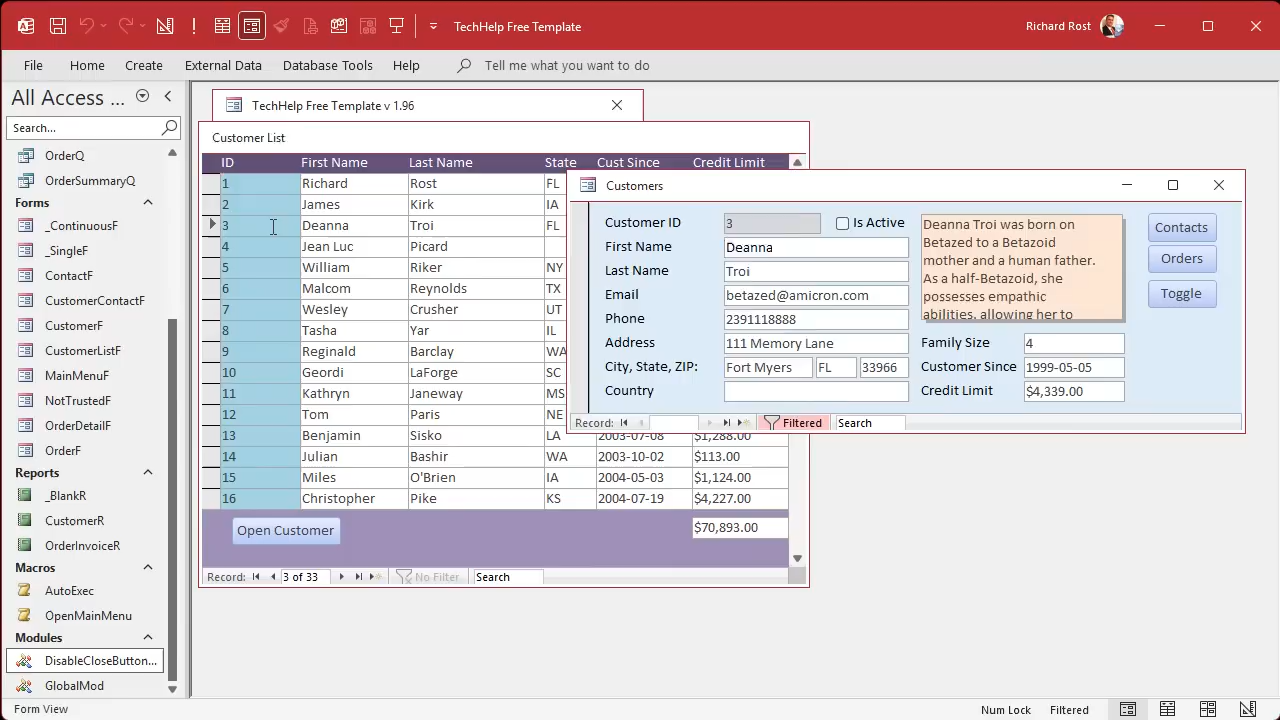 TechHelp Free Template
Richard Rost
File Home Create External Data Database Tools Help Tell me what you want to do
All Access ...
Search...
OrderQ
OrderSummaryQ
Forms
_ContinuousF
_SingleF
ContactF
CustomerContactF
CustomerF
CustomerListF
MainMenuF
NotTrustedF
OrderDetailF
OrderF
Reports
_BlankR
CustomerR
OrderInvoiceR
Macros
AutoExec
OpenMainMenu
Modules
DisableCloseButton...
GlobalMod
TechHelp Free Template v 1.96
Customer List
ID First Name Last Name State Cust Since Credit Limit
1 Richard Rost FL
2 James Kirk IA
3 Deanna Troi FL
4 Jean Luc Picard
5 William Riker NY
6 Malcom Reynolds TX
7 Wesley Crusher UT
8 Tasha Yar IL
9 Reginald Barclay WA
10 Geordi LaForge SC
11 Kathryn Janeway MS
12 Tom Paris NE
13 Benjamin Sisko LA 2003-07-08 $1,288.00
14 Julian Bashir WA 2003-10-02 $113.00
15 Miles O'Brien IA 2004-05-03 $1,124.00
16 Christopher Pike KS 2004-07-19 $4,227.00
Open Customer $70,893.00
Record: 3 of 33 No Filter Search
Customers
Customer ID 3 Is Active
First Name Deanna
Last Name Troi
Email betazed@amicron.com
Phone 2391118888
Address 111 Memory Lane
City, State, ZIP: Fort Myers FL 33966
Country
Deanna Troi was born on
Betazed to a Betazoid
mother and a human father.
As a half-Betazoid, she
possesses empathic
abilities, allowing her to
Family Size 4
Customer Since 1999-05-05
Credit Limit $4,339.00
Contacts
Orders
Toggle
Record: Filtered Search
Form View
Num Lock Filtered